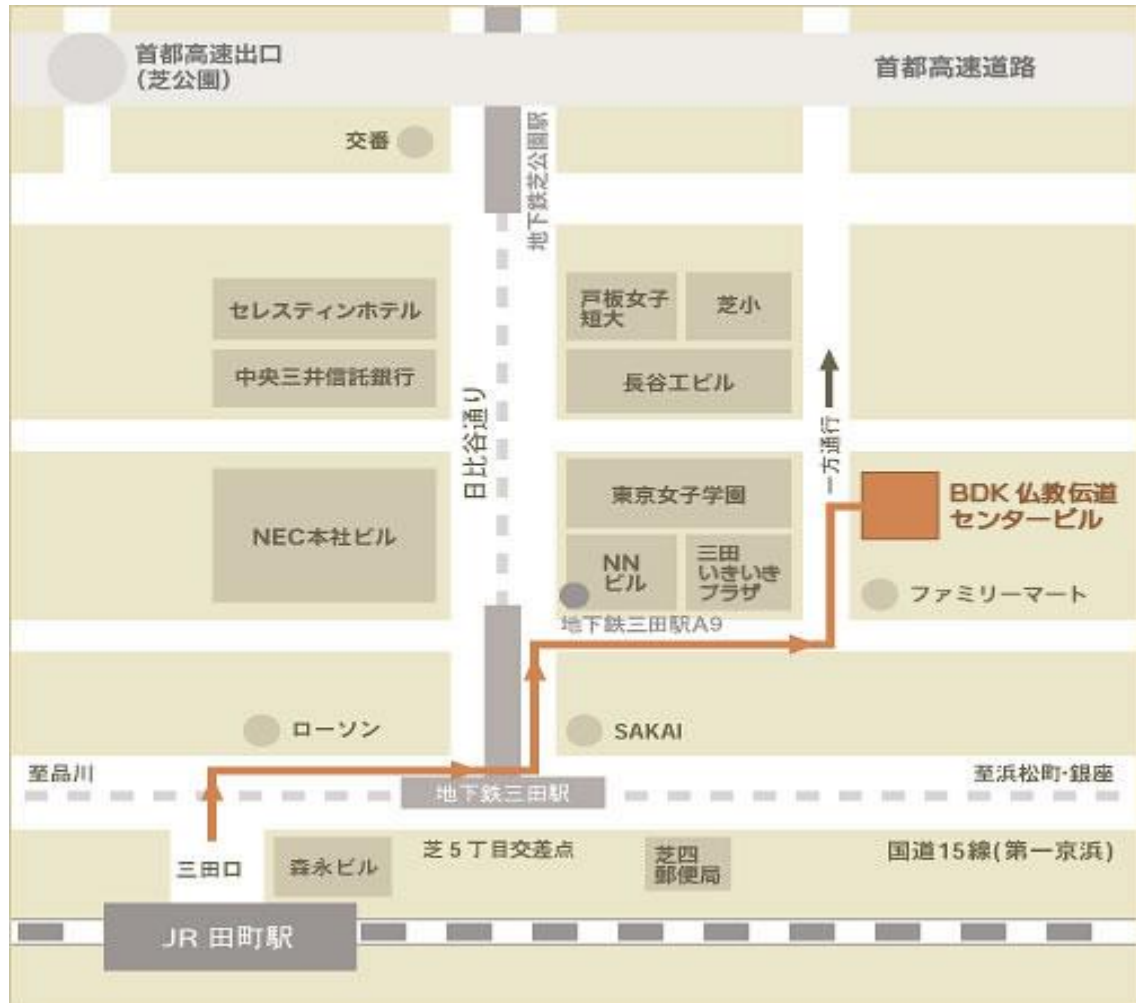 首都高速出口
(芝公園)
首都高速道路
交番
地下鉄芝公園駅
セレスティンホテル
戸板女子
短大
芝小
中央三井信託銀行
長谷工ビル
日比谷通り
一方通行
東京女子学園
BDK 仏教伝道
センタービル
NEC本社ビル
NN
ビル
三田
いきいき
プラザ
ファミリーマート
地下鉄三田駅A9
ローソン
SAKAI
至品川
至浜松町・銀座
地下鉄三田駅
三田口
森永ビル
芝5丁目交差点
芝四
郵便局
国道15線(第一京浜)
JR 田町駅